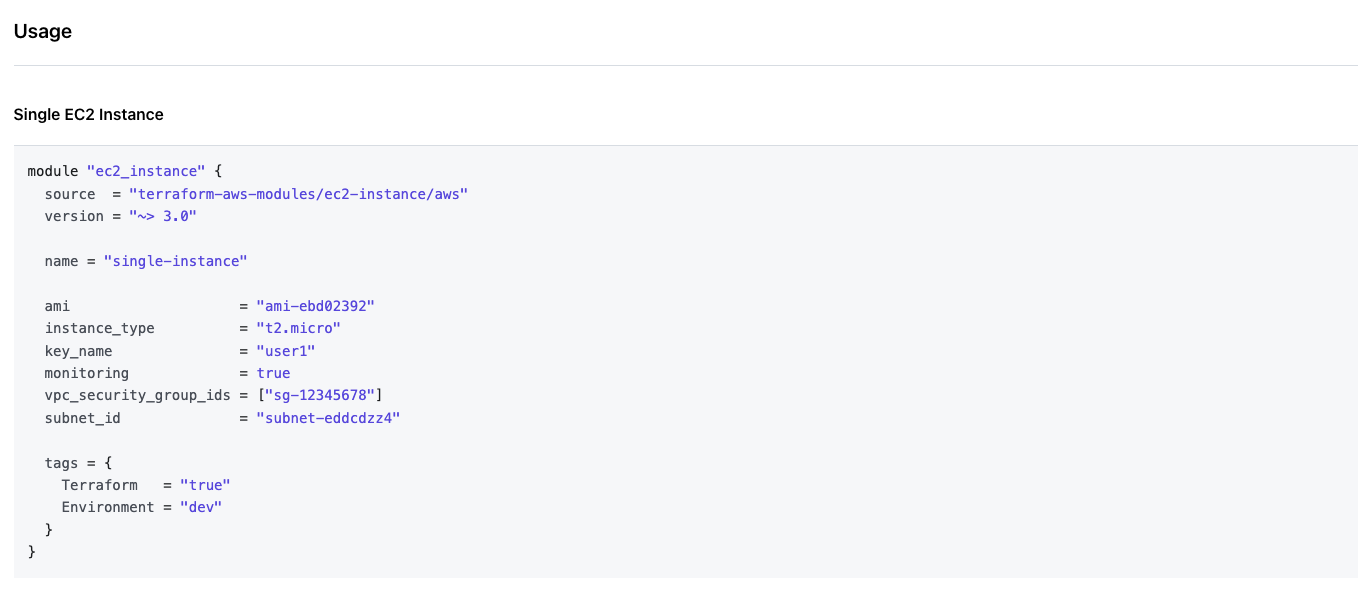 Usage
Single EC2 Instance
module "ec2_instance" {
  source  = "terraform-aws-modules/ec2-instance/aws"
  version = "~> 3.0"

  name = "single-instance"

  ami                    = "ami-ebd02392"
  instance_type          = "t2.micro"
  key_name               = "user1"
  monitoring             = true
  vpc_security_group_ids = ["sg-12345678"]
  subnet_id              = "subnet-eddcdzz4"

  tags = {
    Terraform   = "true"
    Environment = "dev"
  }
}